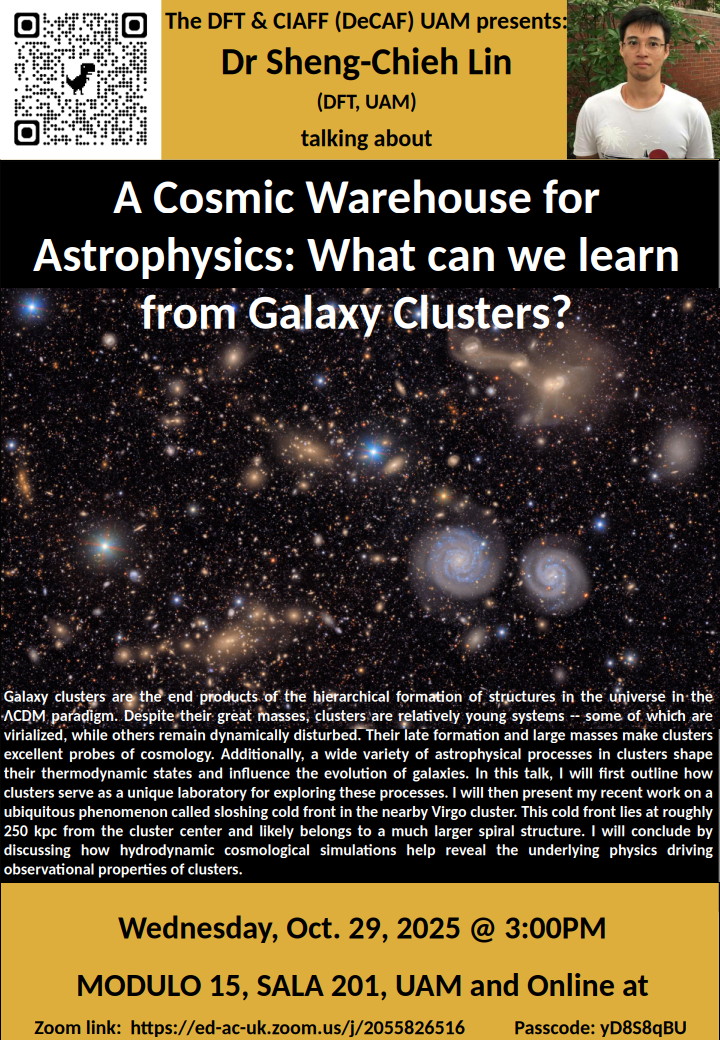 The DFT & CIAFF (DeCAF) UAM presents:
Dr Sheng-Chieh Lin
(DFT, UAM)
talking about
A Cosmic Warehouse for
Astrophysics: What can we learn
from Galaxy Clusters?
Galaxy clusters are the end products of the hierarchical formation of structures in the universe in the
ΛCDM paradigm. Despite their great masses, clusters are relatively young systems -- some of which are
virialized, while others remain dynamically disturbed. Their late formation and large masses make clusters
excellent probes of cosmology. Additionally, a wide variety of astrophysical processes in clusters shape
their thermodynamic states and influence the evolution of galaxies. In this talk, I will first outline how
clusters serve as a unique laboratory for exploring these processes. I will then present my recent work on a
ubiquitous phenomenon called sloshing cold front in the nearby Virgo cluster. This cold front lies at roughly
250 kpc from the cluster center and likely belongs to a much larger spiral structure. I will conclude by
discussing how hydrodynamic cosmological simulations help reveal the underlying physics driving
observational properties of clusters.
Wednesday, Oct. 29, 2025 @ 3:00PM
MODULO 15, SALA 201, UAM and Online at
Zoom link: https://ed-ac-uk.zoom.us/j/2055826516 Passcode: yD8S8qBU